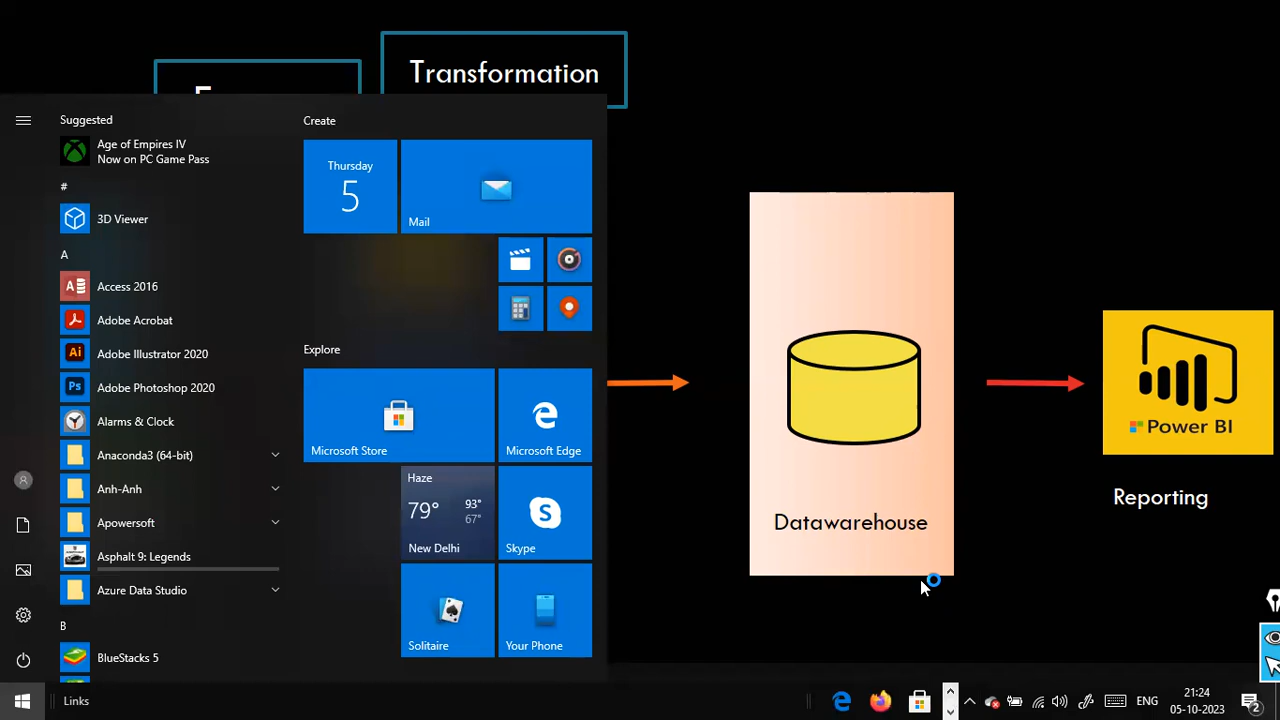 Transformation
Suggested
Age of Empires IV
Now on PC Game Pass
#
3D Viewer
A
Access 2016
Adobe Acrobat
Adobe Illustrator 2020
Adobe Photoshop 2020
Alarms & Clock
Anaconda3 (64-bit)
Anh-Anh
Apowersoft
Asphalt 9: Legends
Azure Data Studio
B
BlueStacks 5
Create
Thursday
5
Mail
Explore
Microsoft Store
Microsoft Edge
Haze
79° 93°
67°
New Delhi
Skype
Solitaire
Your Phone
Datawarehouse
Power BI
Reporting
Links
ENG
21:24
05-10-2023
2